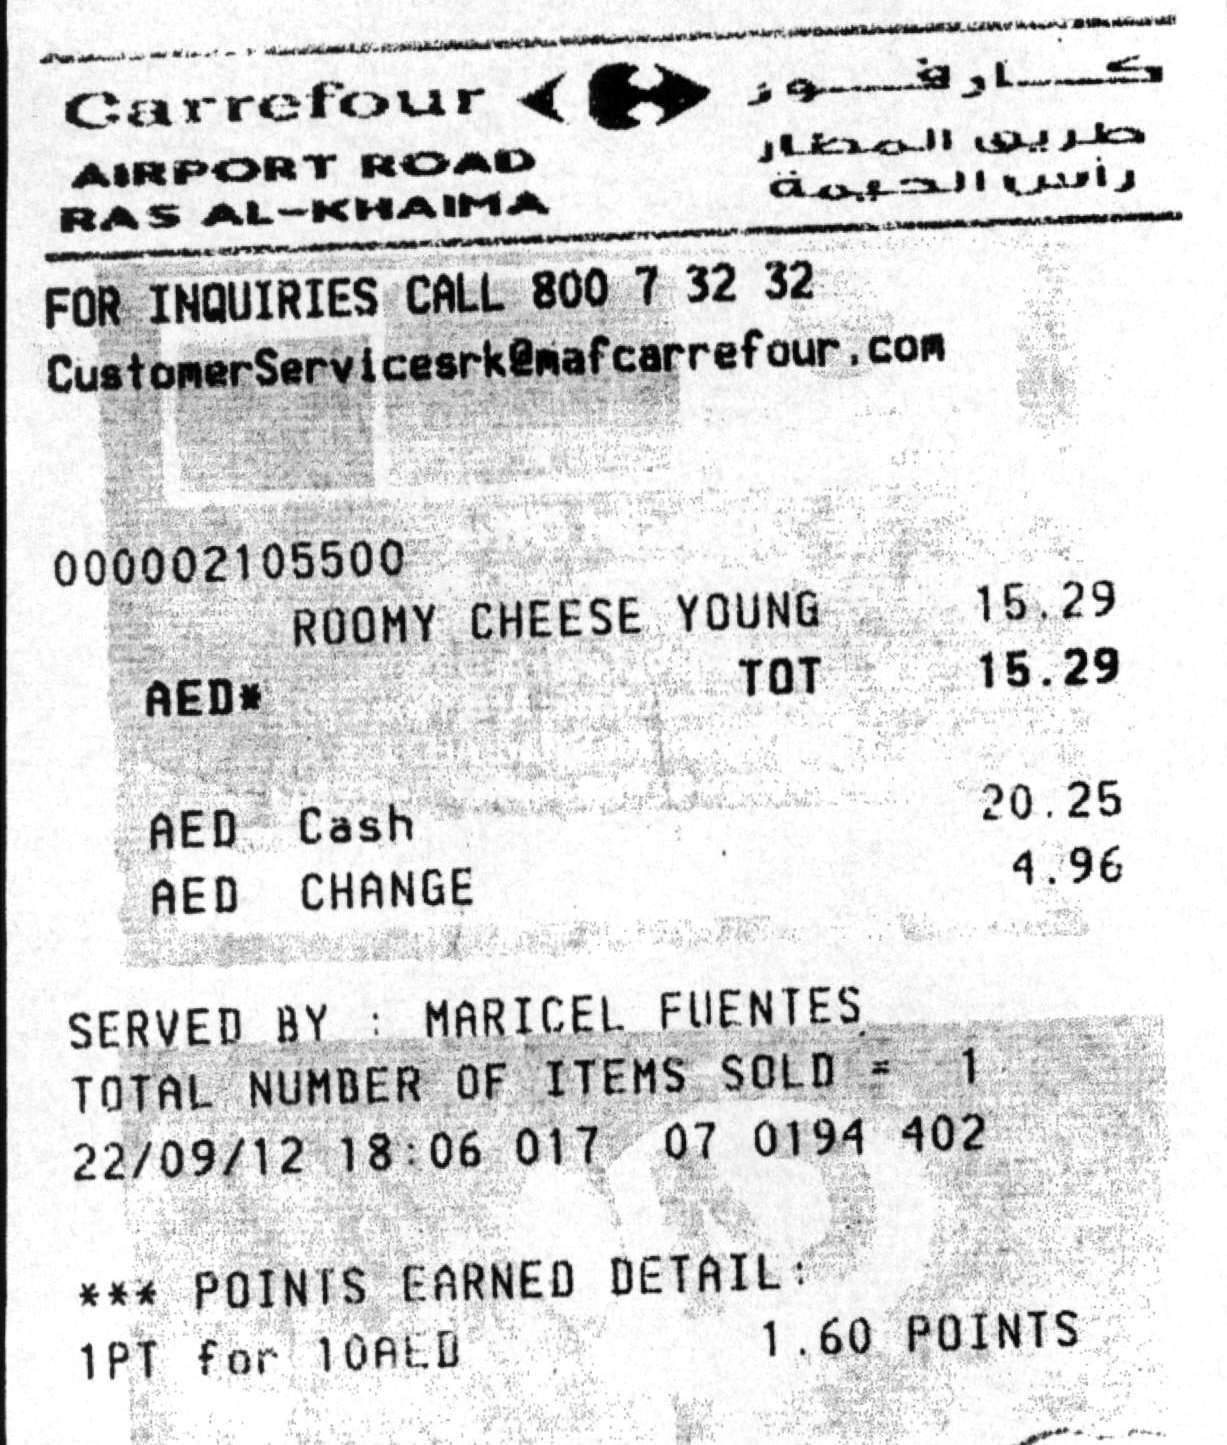 Carrefour كارفور
AIRPORT ROAD طريق المطار
RAS AL-KHAIMA رأس الخيمة
FOR INQUIRIES CALL 800 7 32 32
CustomerServicesrk@mafcarrefour.com
000002105500
ROOMY CHEESE YOUNG 15.29
AED* TOT 15.29
AED Cash 20.25
AED CHANGE 4.96
SERVED BY : MARICEL FUENTES
TOTAL NUMBER OF ITEMS SOLD = 1
22/09/12 18:06 017 07 0194 402
*** POINTS EARNED DETAIL:
1PT for 10AED 1.60 POINTS